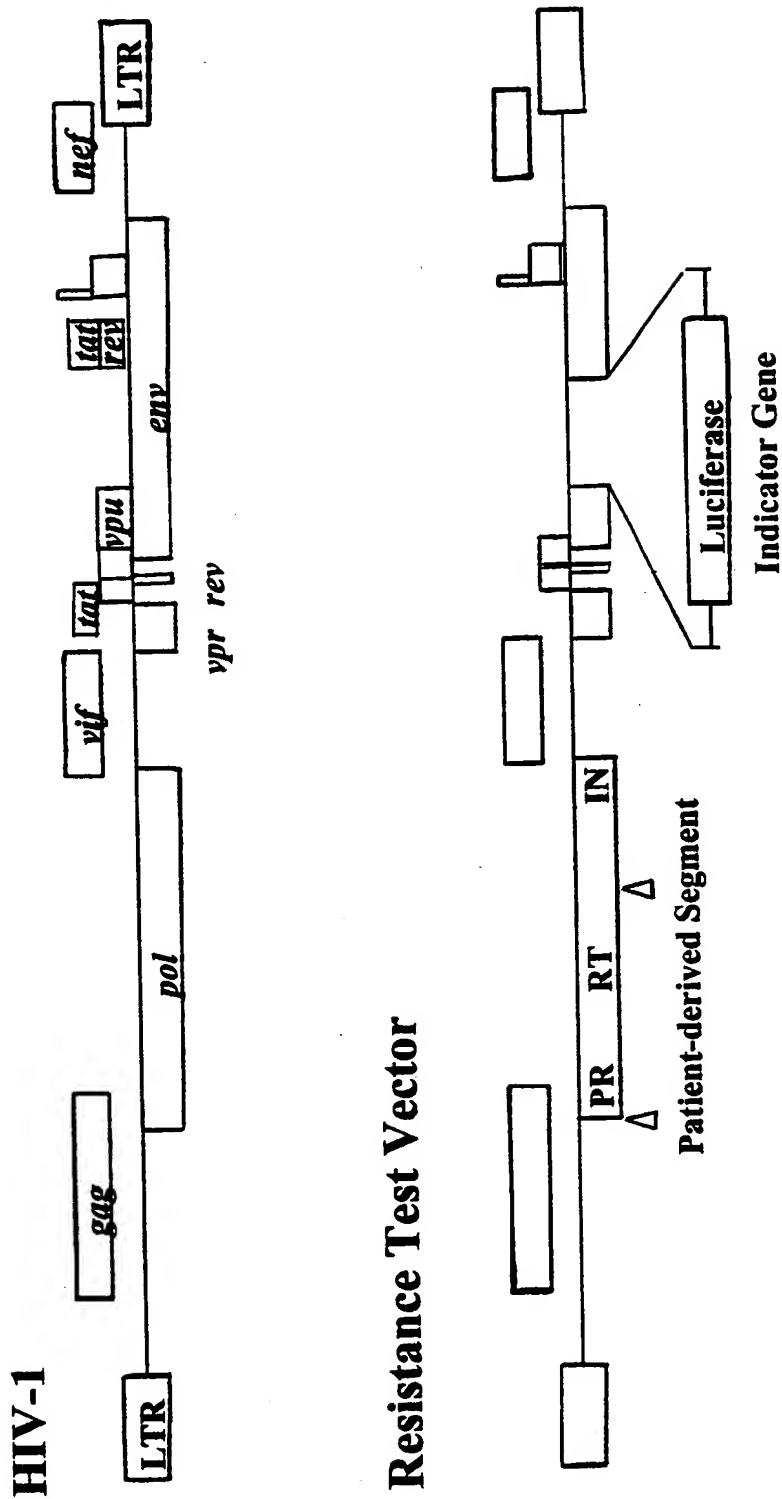 HIV-1
LTR
gag
pol
vif
vpr rev
tat
vpu
env
tat
rev
nef
LTR
Resistance Test Vector
PR RT IN
Patient-derived Segment
Luciferase
Indicator Gene